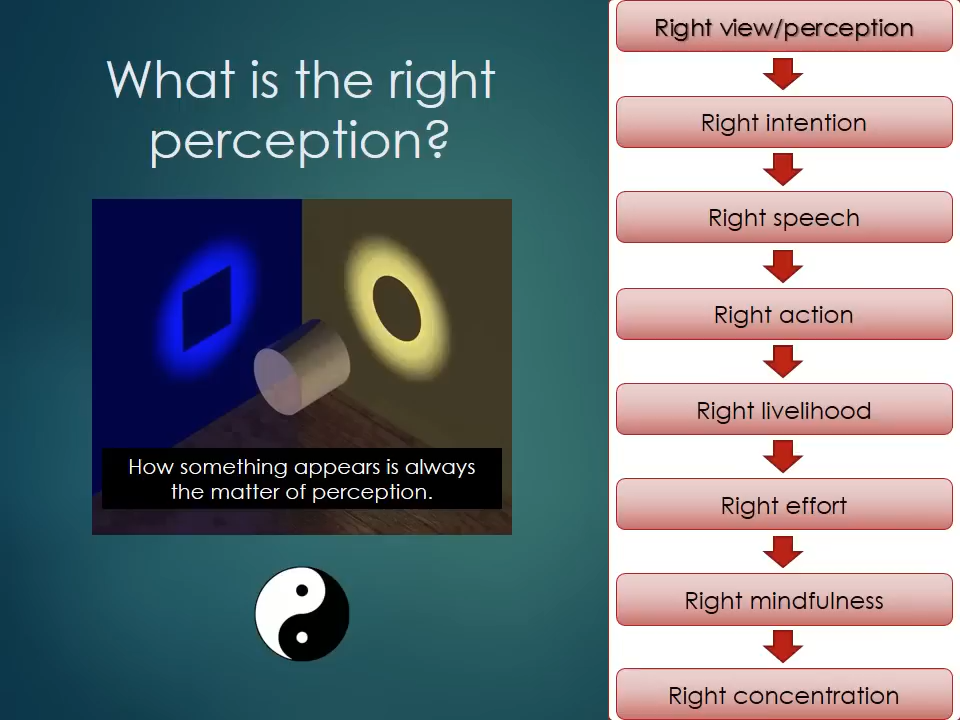 What is the right
perception?
How something appears is always
the matter of perception.
Right view/perception
Right intention
Right speech
Right action
Right livelihood
Right effort
Right mindfulness
Right concentration